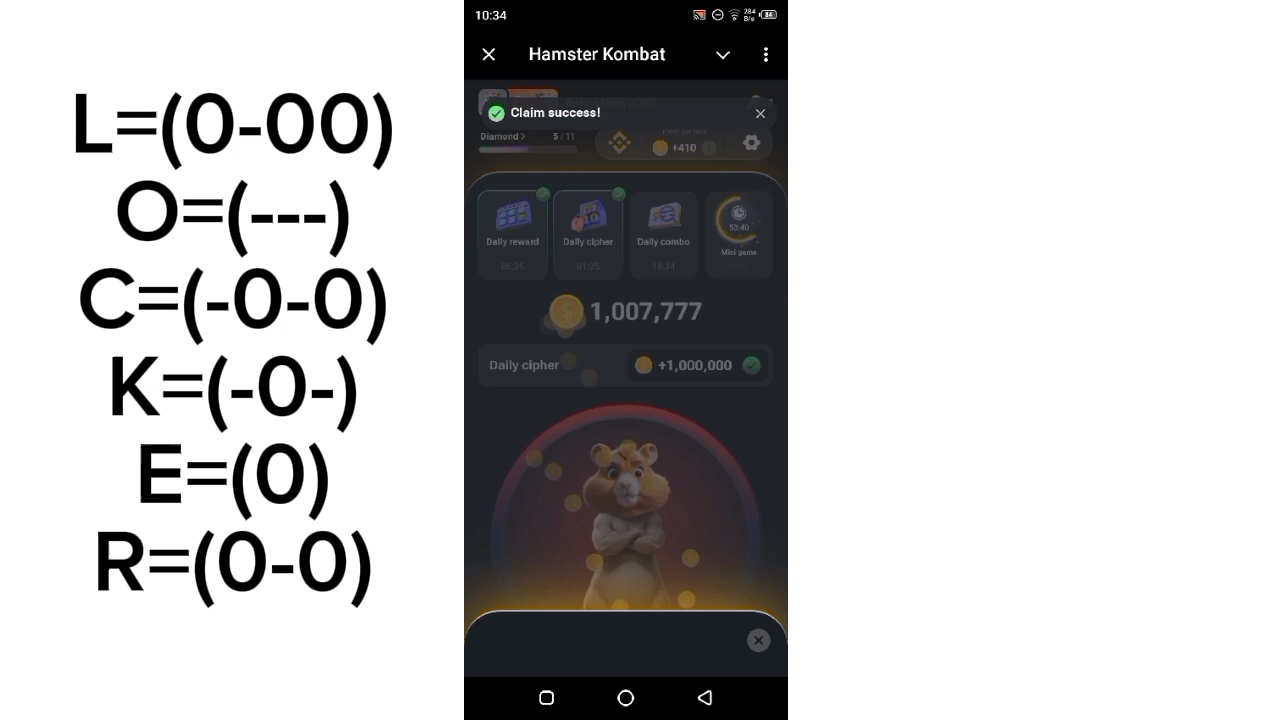 L=(0-00)
O=(---)
C=(-0-0)
K=(-0-)
E=(0)
R=(0-0)
10:34
284
B/s
84
Hamster Kombat
Claim success!
Diamond > 5 / 11
+410
Daily reward
Daily cipher
Daily combo
53:40
Mini game
06:25
01:25
18:34
1,007,777
Daily cipher
+1,000,000